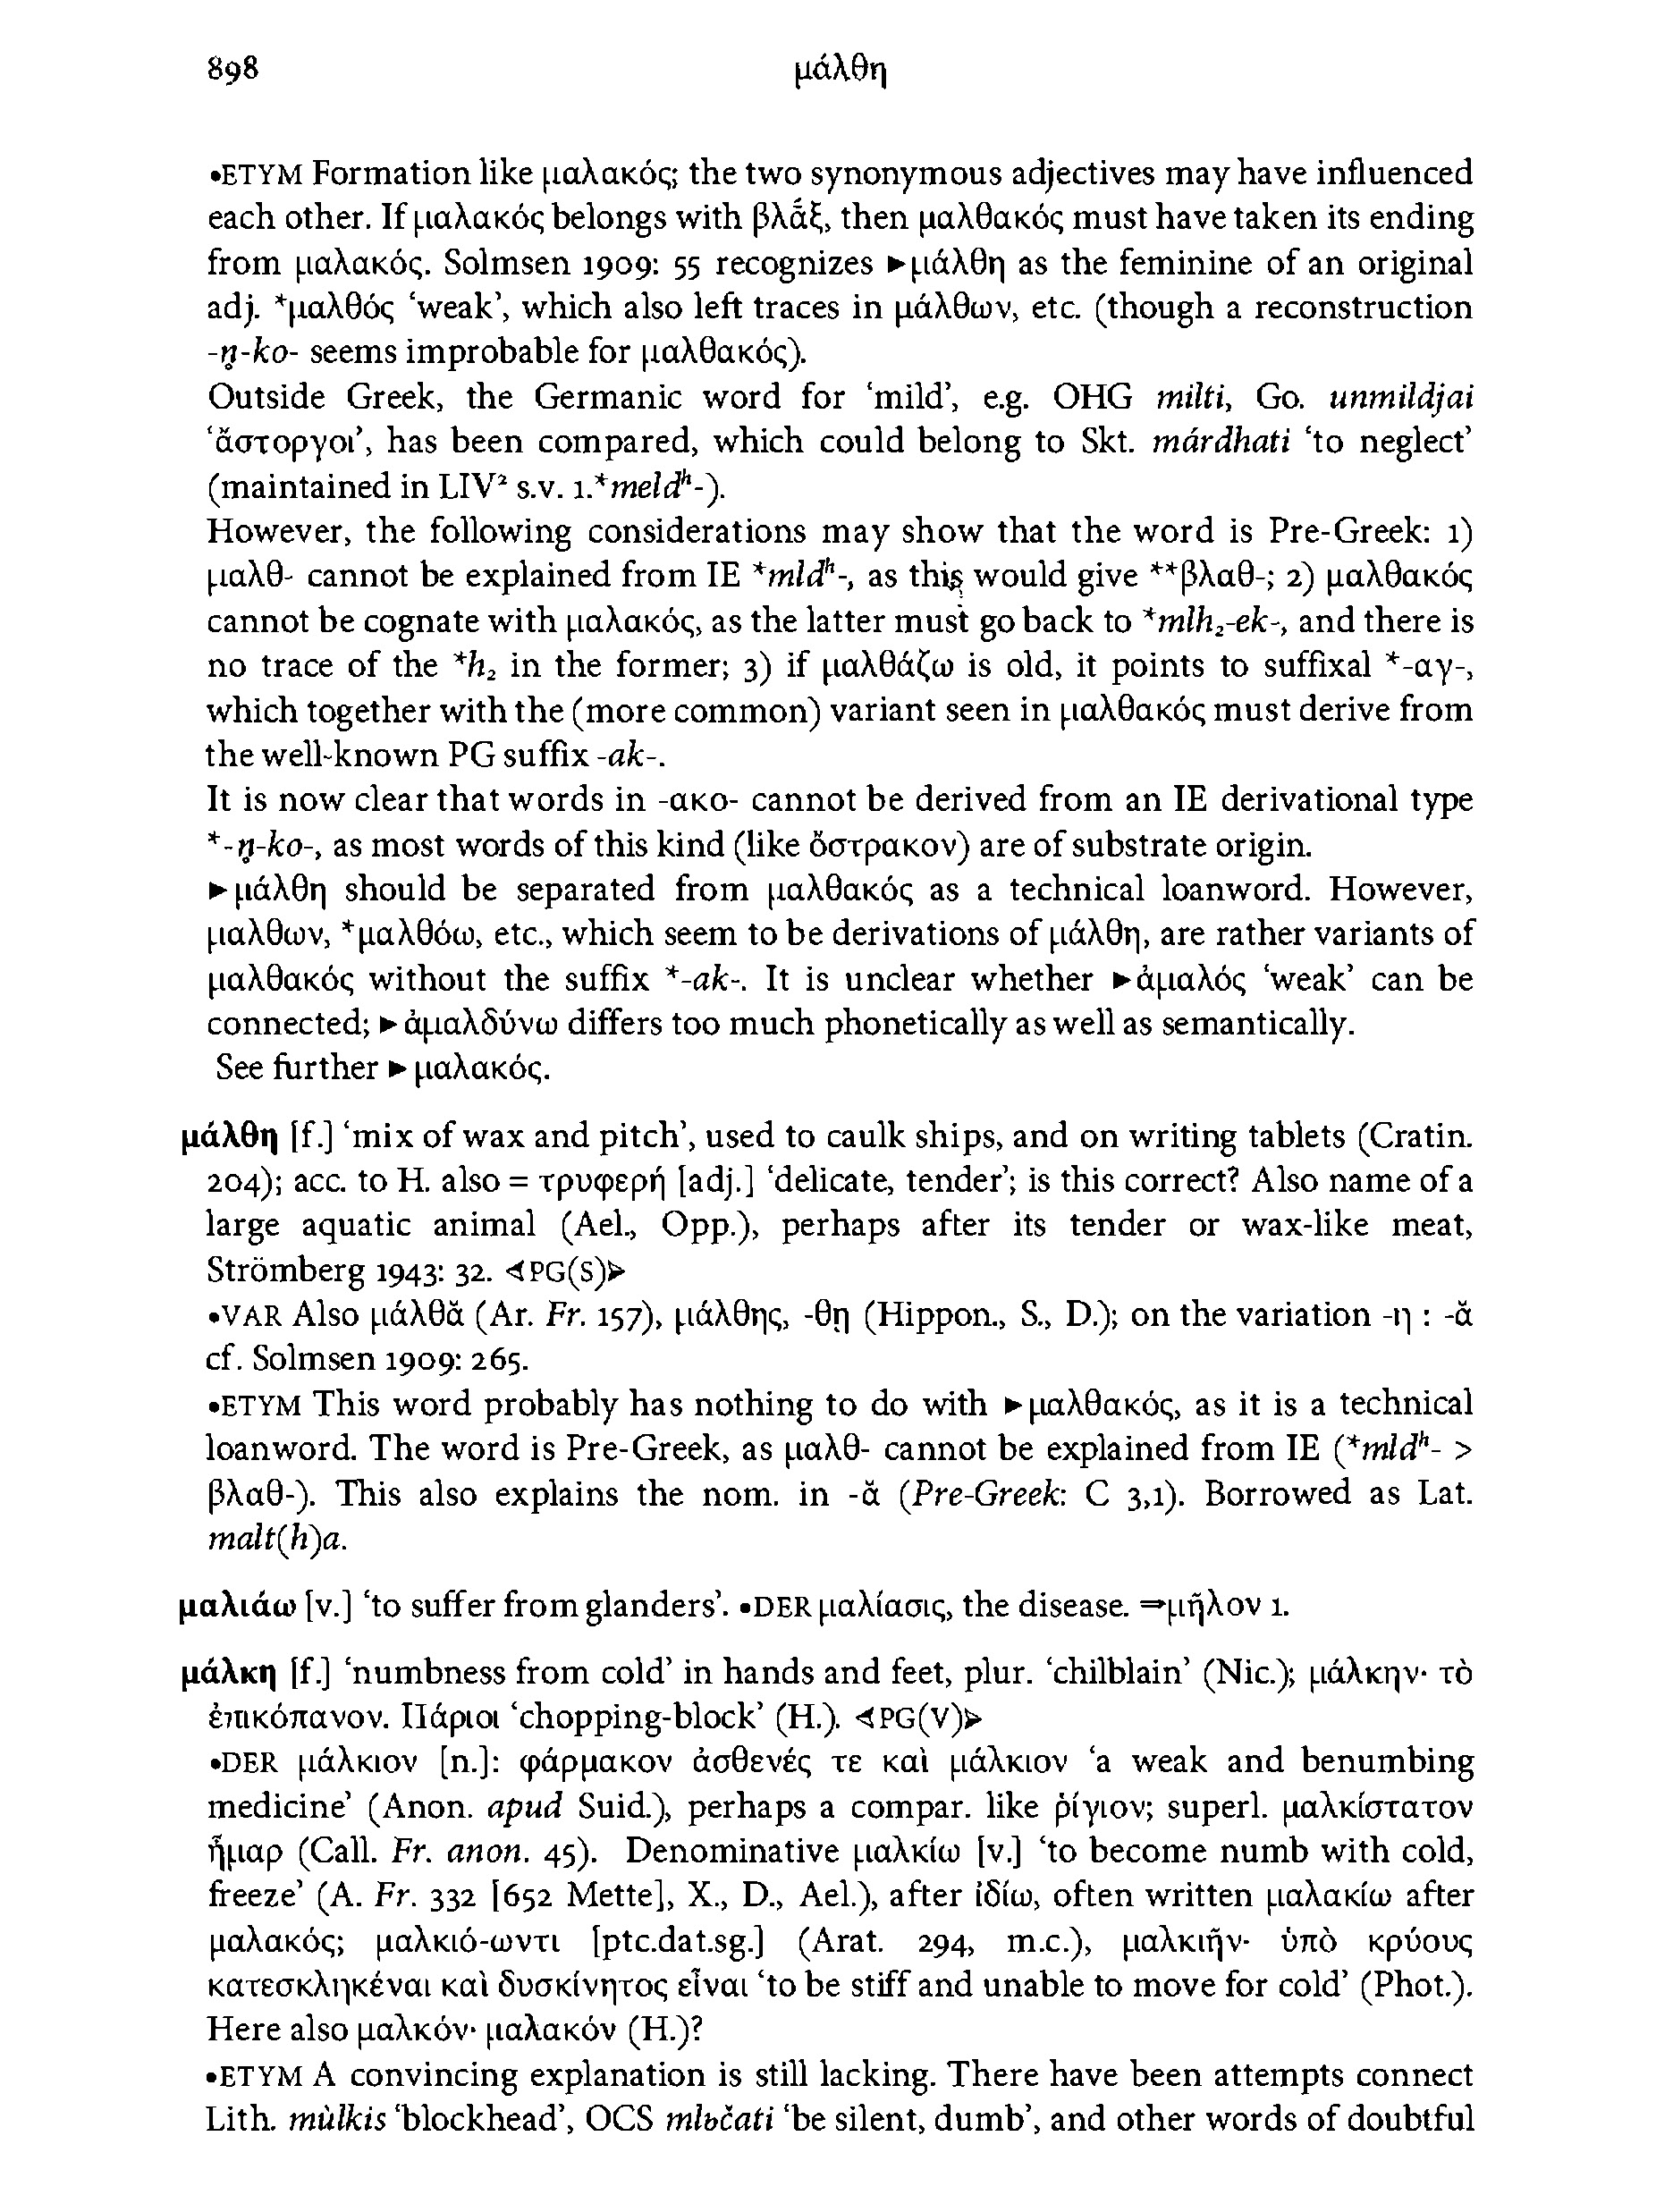 898 μάλθη
•ETYM Formation like μαλακός; the two synonymous adjectives may have influenced
each other. If μαλακός belongs with βλάξ, then μαλθακός must have taken its ending
from μαλακός. Solmsen 1909: 55 recognizes ►μάλθη as the feminine of an original
adj. *μαλθός ‘weak’, which also left traces in μάλθων, etc. (though a reconstruction
-n̥-ko- seems improbable for μαλθακός).
Outside Greek, the Germanic word for ‘mild’, e.g. OHG milti, Go. unmildjai
‘ἄστοργοι’, has been compared, which could belong to Skt. márdhati ‘to neglect’
(maintained in LIV² s.v. 1.*meldʰ-).
However, the following considerations may show that the word is Pre-Greek: 1)
μαλθ- cannot be explained from IE *mldʰ-, as this would give **βλαθ-; 2) μαλθακός
cannot be cognate with μαλακός, as the latter must go back to *mlh₂-ek-, and there is
no trace of the *h₂ in the former; 3) if μαλθάζω is old, it points to suffixal *-αγ-,
which together with the (more common) variant seen in μαλθακός must derive from
the well-known PG suffix -ak-.
It is now clear that words in -ακο- cannot be derived from an IE derivational type
*-n̥-ko-, as most words of this kind (like ὄστρακον) are of substrate origin.
►μάλθη should be separated from μαλθακός as a technical loanword. However,
μαλθων, *μαλθόω, etc., which seem to be derivations of μάλθη, are rather variants of
μαλθακός without the suffix *-ak-. It is unclear whether ►ἀμαλός ‘weak’ can be
connected; ►ἀμαλδύνω differs too much phonetically as well as semantically.
See further ►μαλακός.
μάλθη [f.] ‘mix of wax and pitch’, used to caulk ships, and on writing tablets (Cratin.
204); acc. to H. also = τρυφερή [adj.] ‘delicate, tender’; is this correct? Also name of a
large aquatic animal (Ael., Opp.), perhaps after its tender or wax-like meat,
Strömberg 1943: 32. ◄PG(S)►
•VAR Also μάλθᾰ (Ar. Fr. 157), μάλθης, -θῃ (Hippon., S., D.); on the variation -η : -ᾰ
cf. Solmsen 1909: 265.
•ETYM This word probably has nothing to do with ►μαλθακός, as it is a technical
loanword. The word is Pre-Greek, as μαλθ- cannot be explained from IE (*mldʰ- >
βλαθ-). This also explains the nom. in -ᾰ (Pre-Greek: C 3,1). Borrowed as Lat.
malt(h)a.
μαλιάω [v.] ‘to suffer from glanders’. •DER μαλίασις, the disease. ⇒μῆλον 1.
μάλκη [f.] ‘numbness from cold’ in hands and feet, plur. ‘chilblain’ (Nic.); μάλκην· τὸ
ἐπικόπανον. Πάριοι ‘chopping-block’ (H.). ◄PG(V)►
•DER μάλκιον [n.]: φάρμακον ἀσθενές τε καὶ μάλκιον ‘a weak and benumbing
medicine’ (Anon. apud Suid.), perhaps a compar. like ῥίγιον; superl. μαλκίστατον
ἦμαρ (Call. Fr. anon. 45). Denominative μαλκίω [v.] ‘to become numb with cold,
freeze’ (A. Fr. 332 [652 Mette], X., D., Ael.), after ἰδίω, often written μαλακίω after
μαλακός; μαλκιό-ωντι [ptc.dat.sg.] (Arat. 294, m.c.), μαλκιῆν· ὑπὸ κρύους
κατεσκληκέναι καὶ δυσκίνητος εἶναι ‘to be stiff and unable to move for cold’ (Phot.).
Here also μαλκόν· μαλακόν (H.)?
•ETYM A convincing explanation is still lacking. There have been attempts connect
Lith. mùlkis ‘blockhead’, OCS mlъčati ‘be silent, dumb’, and other words of doubtful